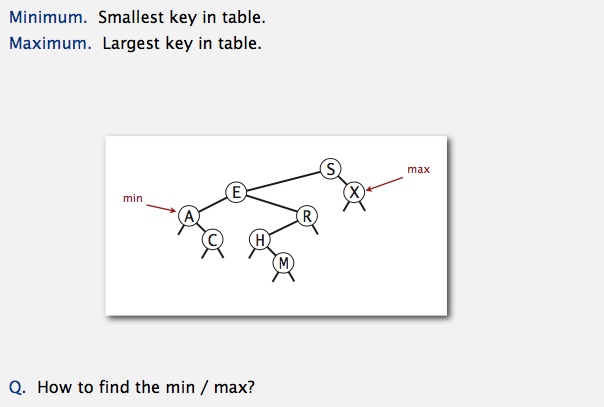 Minimum. Smallest key in table.
Maximum. Largest key in table.
S
max
E
X
min
A
R
C
H
M
Q. How to find the min / max?